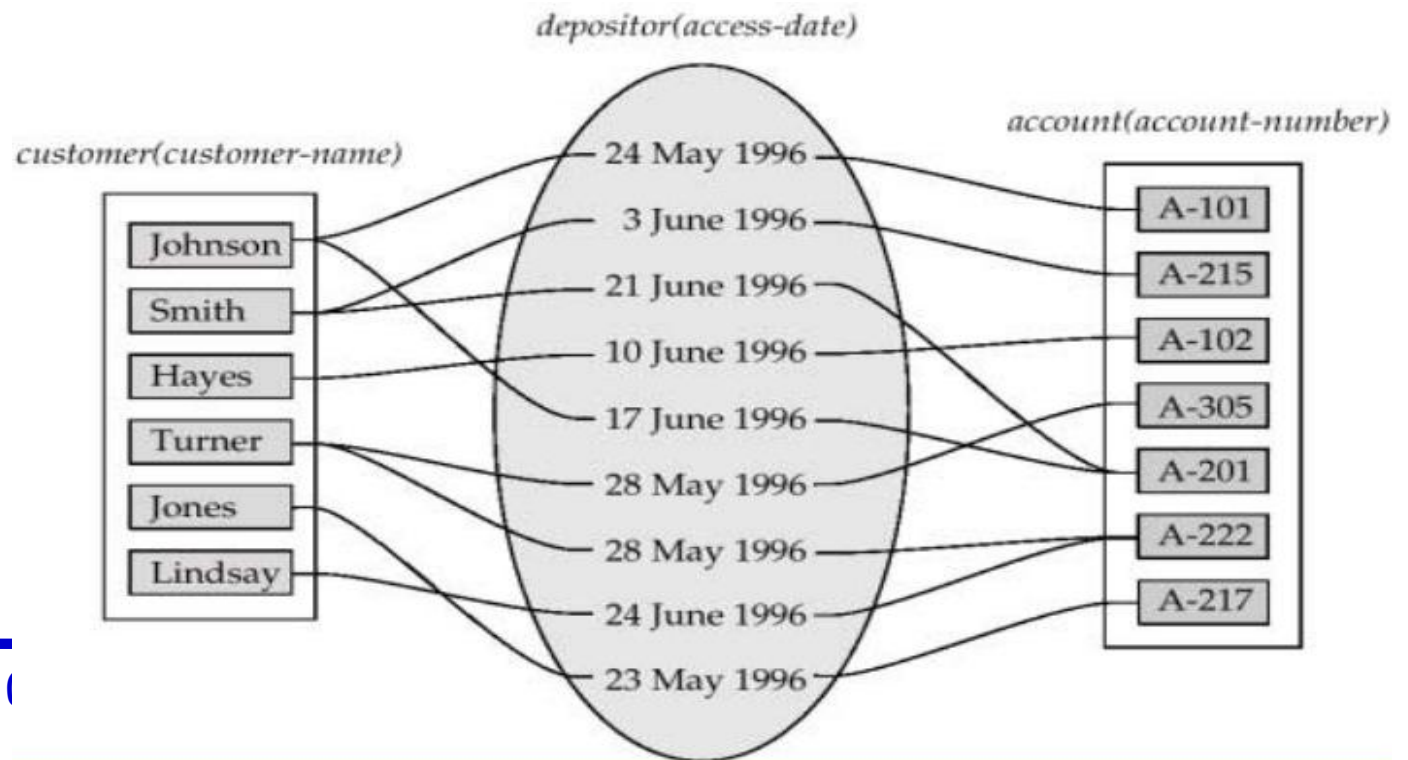 depositor(access-date)
customer(customer-name)
Johnson
Smith
Hayes
Turner
Jones
Lindsay
24 May 1996
3 June 1996
21 June 1996
10 June 1996
17 June 1996
28 May 1996
28 May 1996
24 June 1996
23 May 1996
account(account-number)
A-101
A-215
A-102
A-305
A-201
A-222
A-217